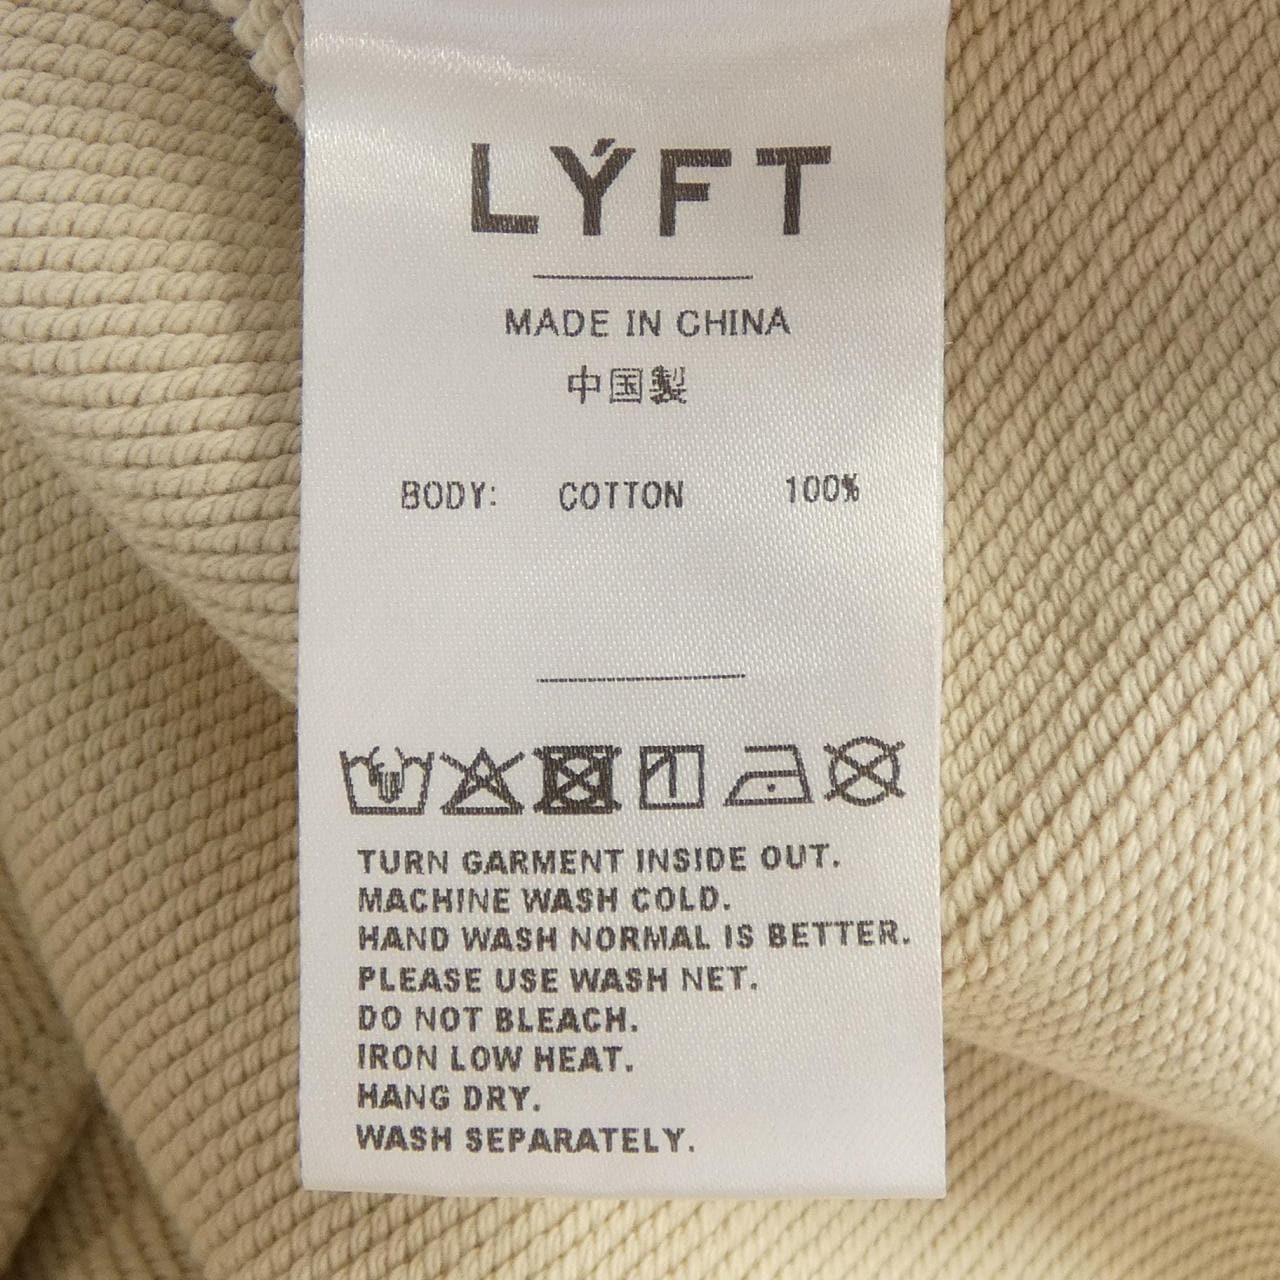 LÝFT
MADE IN CHINA
中国製
BODY: COTTON 100%
TURN GARMENT INSIDE OUT.
MACHINE WASH COLD.
HAND WASH NORMAL IS BETTER.
PLEASE USE WASH NET.
DO NOT BLEACH.
IRON LOW HEAT.
HANG DRY.
WASH SEPARATELY.